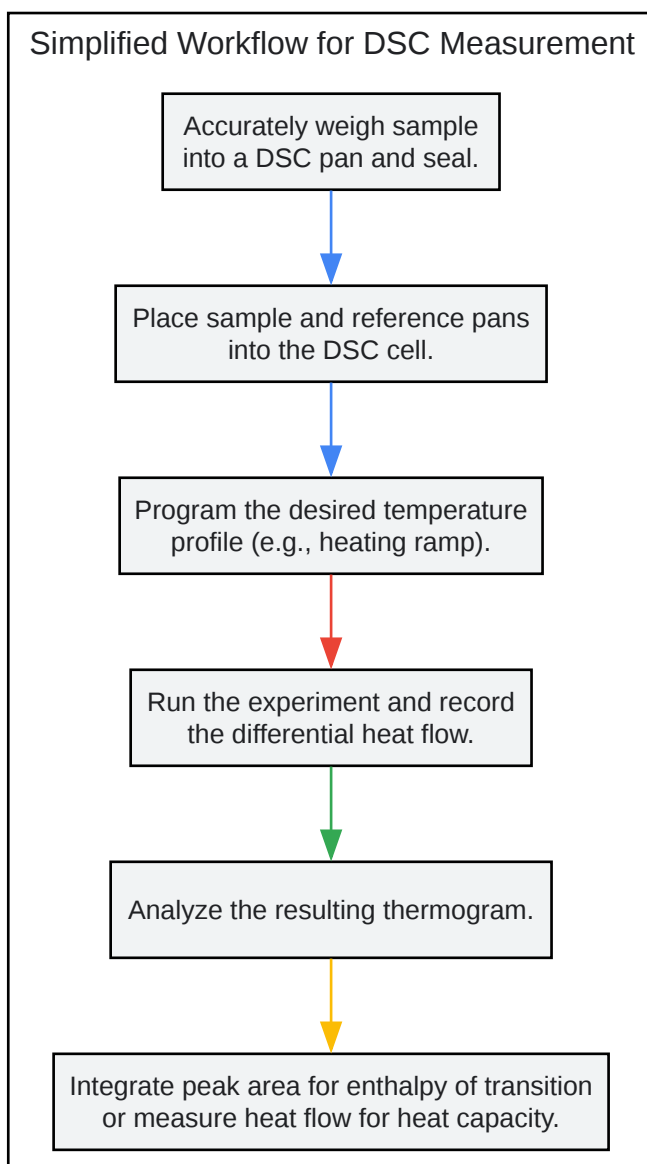 Simplified Workflow for DSC Measurement
Accurately weigh sample
into a DSC pan and seal.
Place sample and reference pans
into the DSC cell.
Program the desired temperature
profile (e.g., heating ramp).
Run the experiment and record
the differential heat flow.
Analyze the resulting thermogram.
Integrate peak area for enthalpy of transition
or measure heat flow for heat capacity.